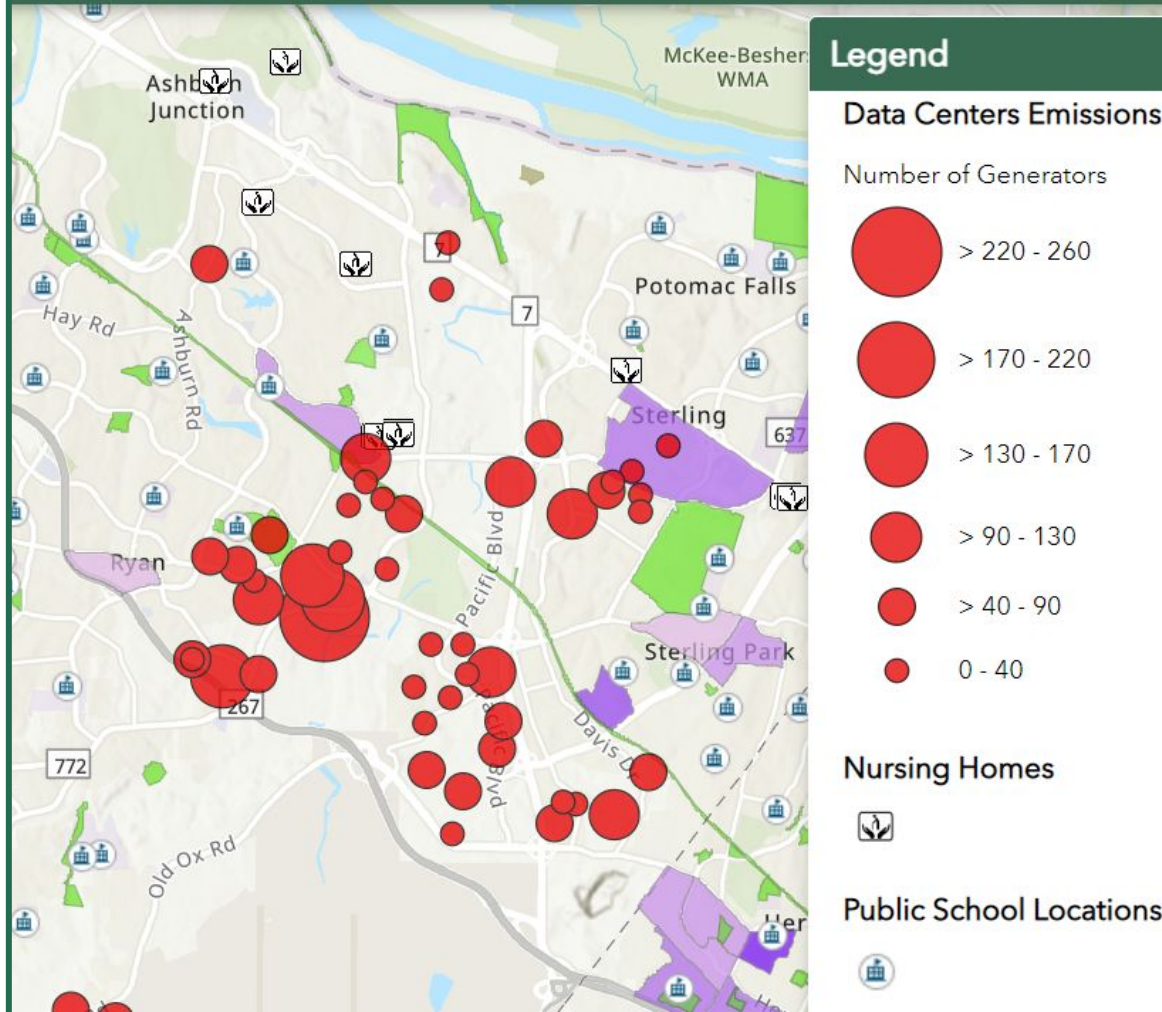 McKee-Besher
WMA
Ashburn
Junction
7
Potomac Falls
7
Hay Rd
Ashburn Rd
Sterling
637
Pacific Blvd
Ryan
Sterling Park
267
Pacific Blvd
Davis Dr
772
Old Ox Rd
Her
Legend
Data Centers Emissions
Number of Generators
> 220 - 260
> 170 - 220
> 130 - 170
> 90 - 130
> 40 - 90
0 - 40
Nursing Homes
Public School Locations